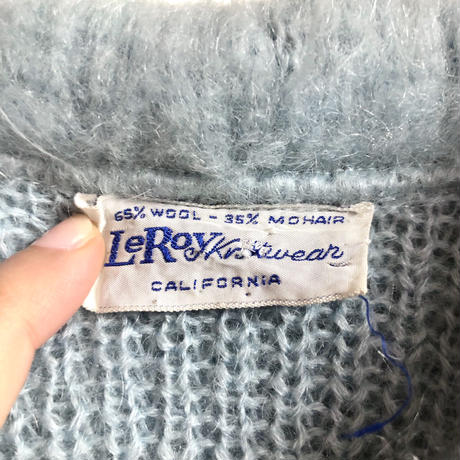 65% WOOL - 35% MOHAIR
LeRoy Knitwear
CALIFORNIA